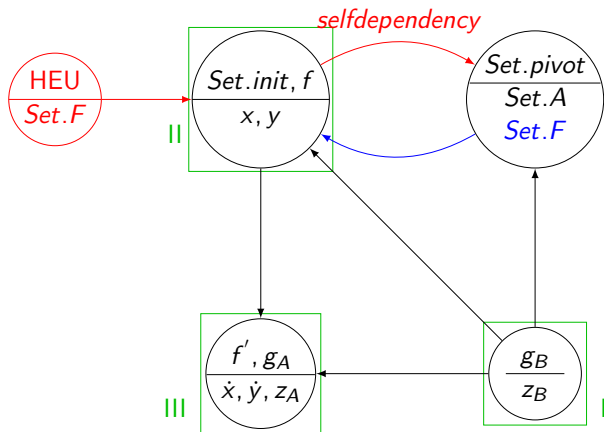 selfdependency
HEU
Set.F
Set.init, f
x, y
II
Set.pivot
Set.A
Set.F
f', g_A
ẋ, ẏ, z_A
III
g_B
z_B
I